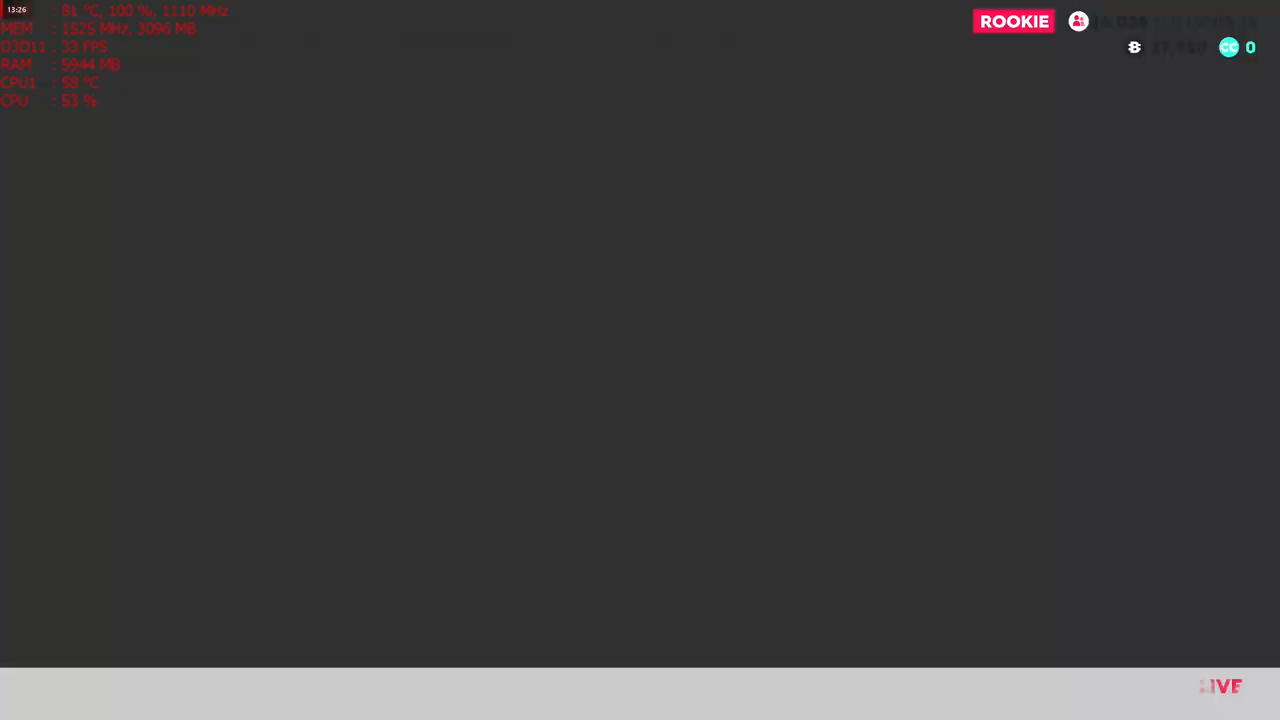 13:26
: 81 °C, 100 %, 1110 MHz
MEM : 1525 MHz, 3096 MB
D3D11 : 33 FPS
RAM : 5944 MB
CPU1 : 58 °C
CPU : 53 %
ROOKIE
CC 0
LIVE